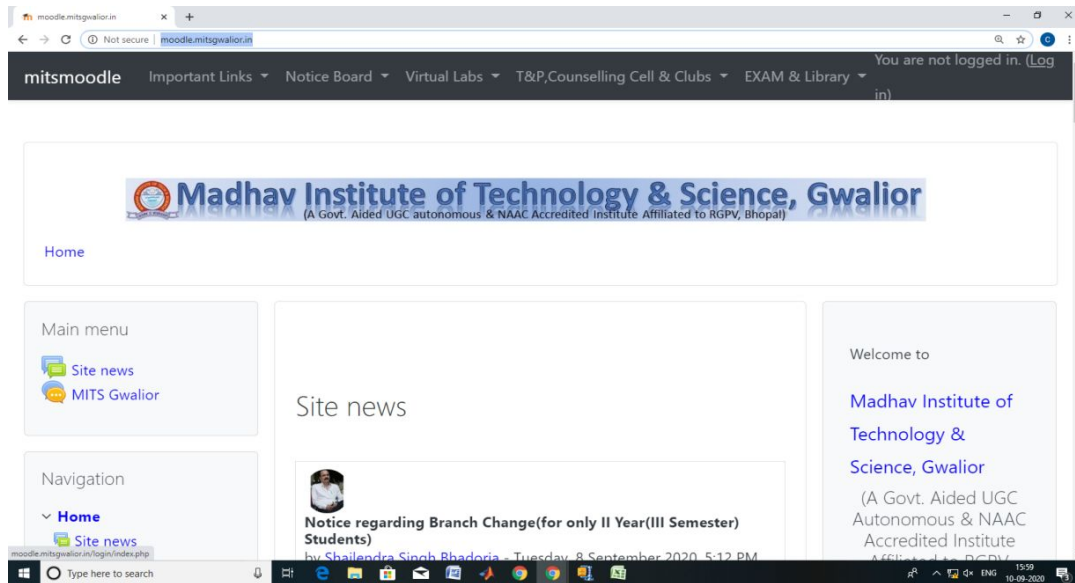 moodle.mitsgwalior.in
Not secure | moodle.mitsgwalior.in
C
mitsmoodle Important Links Notice Board Virtual Labs T&P,Counselling Cell & Clubs EXAM & Library You are not logged in. (Log
in)
Madhav Institute of Technology & Science, Gwalior
(A Govt. Aided UGC autonomous & NAAC Accredited Institute Affiliated to RGPV, Bhopal)
Home
Main menu
Site news
MITS Gwalior
Navigation
Home
Site news
moodle.mitsgwalior.in/login/index.php
Site news
Notice regarding Branch Change(for only II Year(III Semester)
Students)
by Shailendra Singh Bhadoria - Tuesday, 8 September 2020, 5:12 PM
Welcome to
Madhav Institute of
Technology &
Science, Gwalior
(A Govt. Aided UGC
Autonomous & NAAC
Accredited Institute
Affiliated to RGPV,
Type here to search
ENG
15:59
10-09-2020